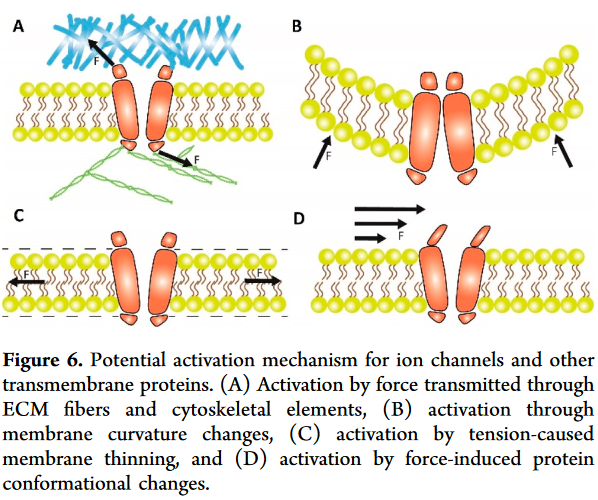 A
B
F
F
F
F
C
D
F
F
F
Figure 6. Potential activation mechanism for ion channels and other
transmembrane proteins. (A) Activation by force transmitted through
ECM fibers and cytoskeletal elements, (B) activation through
membrane curvature changes, (C) activation by tension-caused
membrane thinning, and (D) activation by force-induced protein
conformational changes.